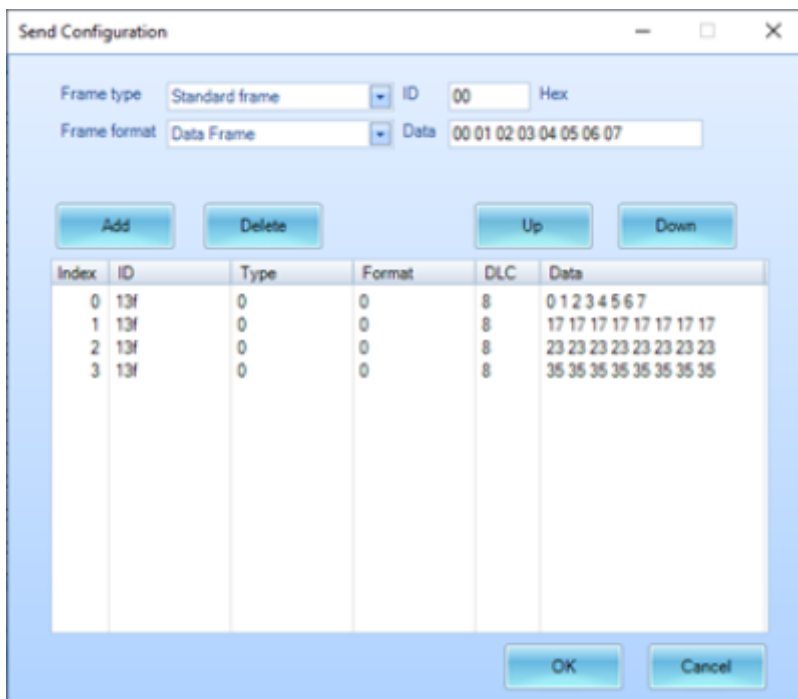 Send Configuration
Frame type Standard frame ID 00 Hex
Frame format Data Frame Data 00 01 02 03 04 05 06 07
Add Delete Up Down
Index ID Type Format DLC Data
0 13f 0 0 8 0 1 2 3 4 5 6 7
1 13f 0 0 8 17 17 17 17 17 17 17 17
2 13f 0 0 8 23 23 23 23 23 23 23 23
3 13f 0 0 8 35 35 35 35 35 35 35 35
OK Cancel